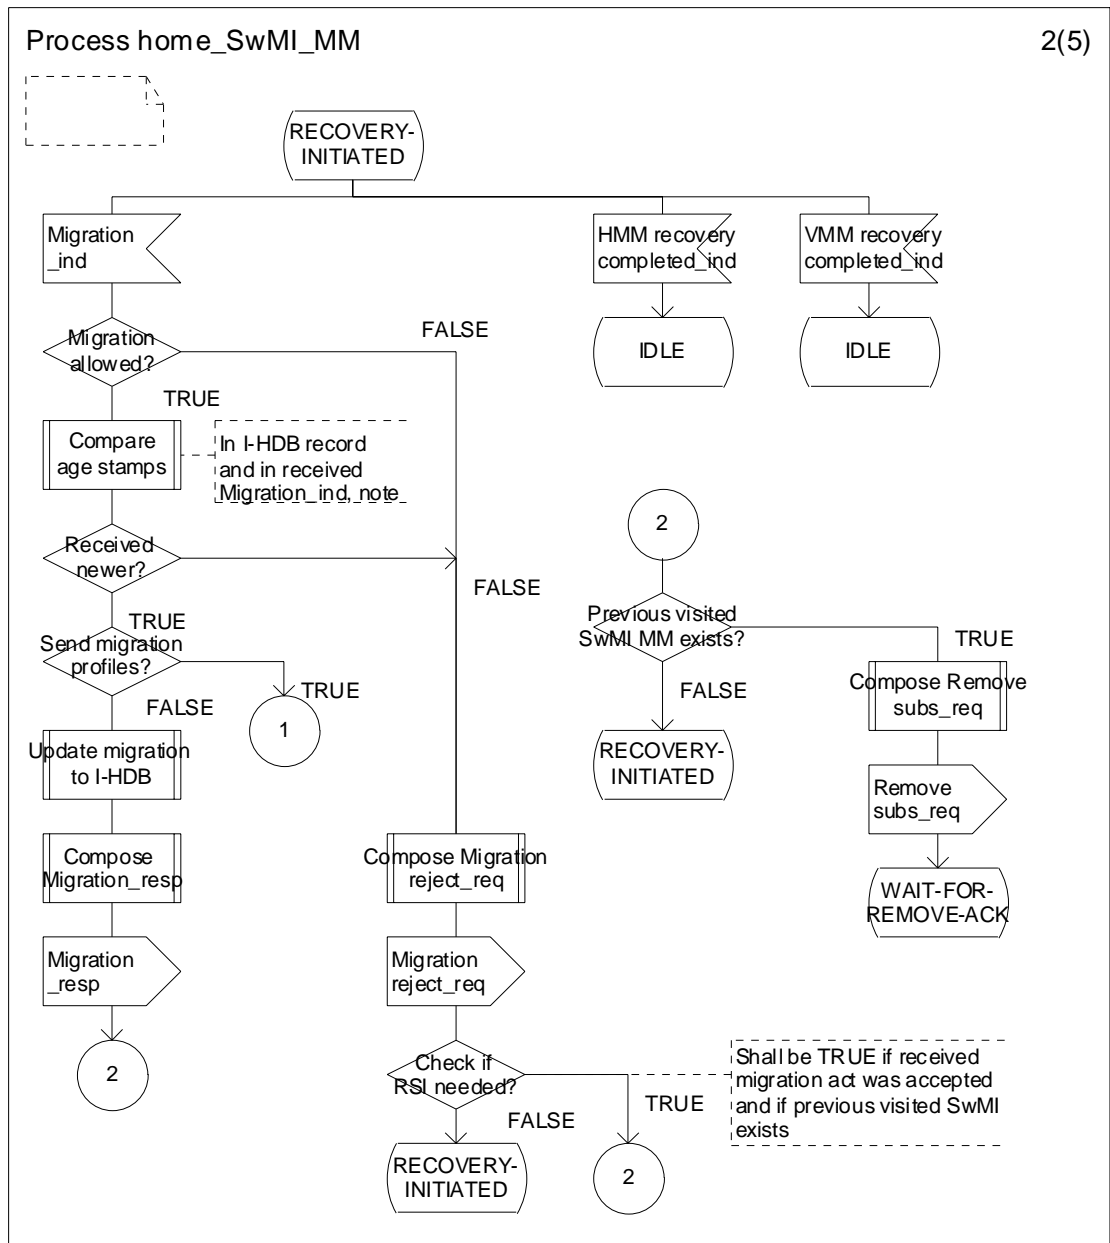 Process home_SwMI_MM
2(5)
RECOVERY-
INITIATED
Migration
_ind
HMM recovery
completed_ind
VMM recovery
completed_ind
Migration
allowed?
FALSE
IDLE
IDLE
TRUE
Compare
age stamps
In I-HDB record
and in received
Migration_ind, note
2
Received
newer?
FALSE
TRUE
Previous visited
SwMI MM exists?
TRUE
Send migration
profiles?
TRUE
FALSE
1
FALSE
Compose Remove
subs_req
Update migration
to I-HDB
RECOVERY-
INITIATED
Remove
subs_req
Compose
Migration_resp
Compose Migration
reject_req
WAIT-FOR-
REMOVE-ACK
Migration
_resp
Migration
reject_req
2
Check if
RSI needed?
Shall be TRUE if received
migration act was accepted
and if previous visited SwMI
exists
TRUE
FALSE
RECOVERY-
INITIATED
2